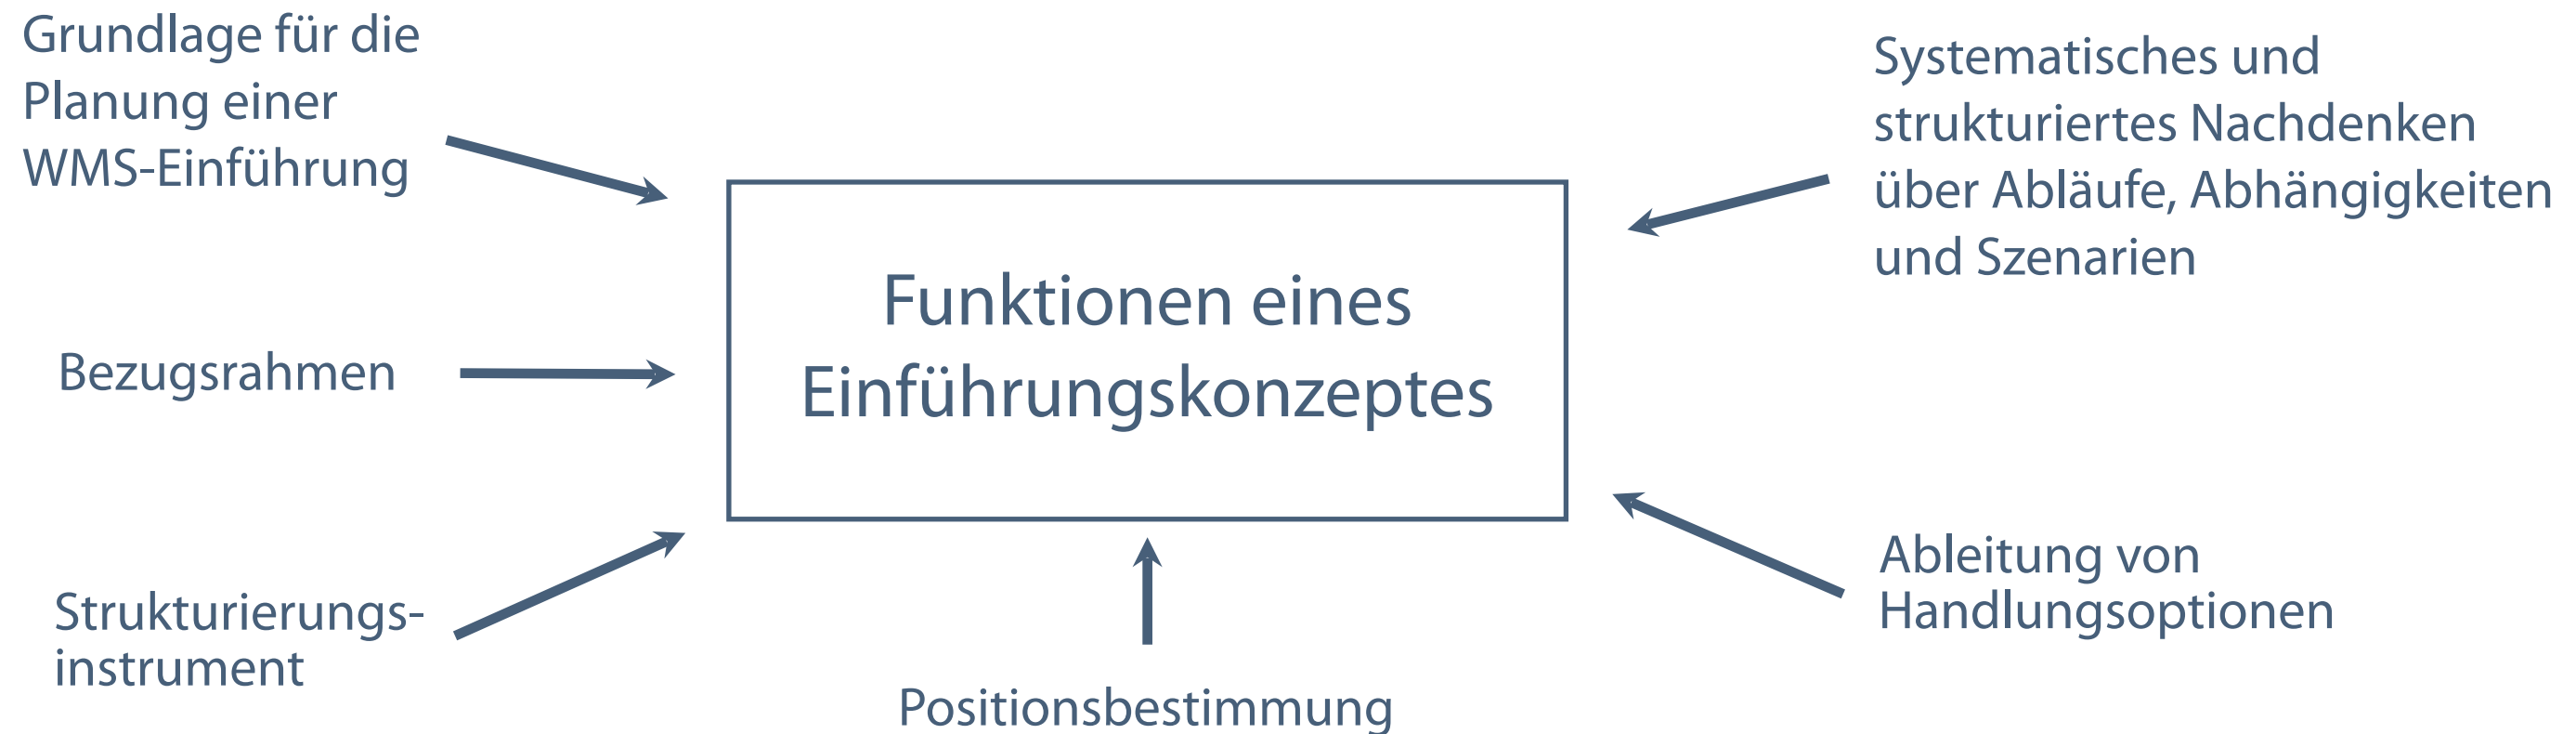 Grundlage für die
Planung einer
WMS-Einführung
Bezugsrahmen
Strukturierungs-
instrument
Funktionen eines
Einführungskonzeptes
Positionsbestimmung
Systematisches und
strukturiertes Nachdenken
über Abläufe, Abhängigkeiten
und Szenarien
Ableitung von
Handlungsoptionen